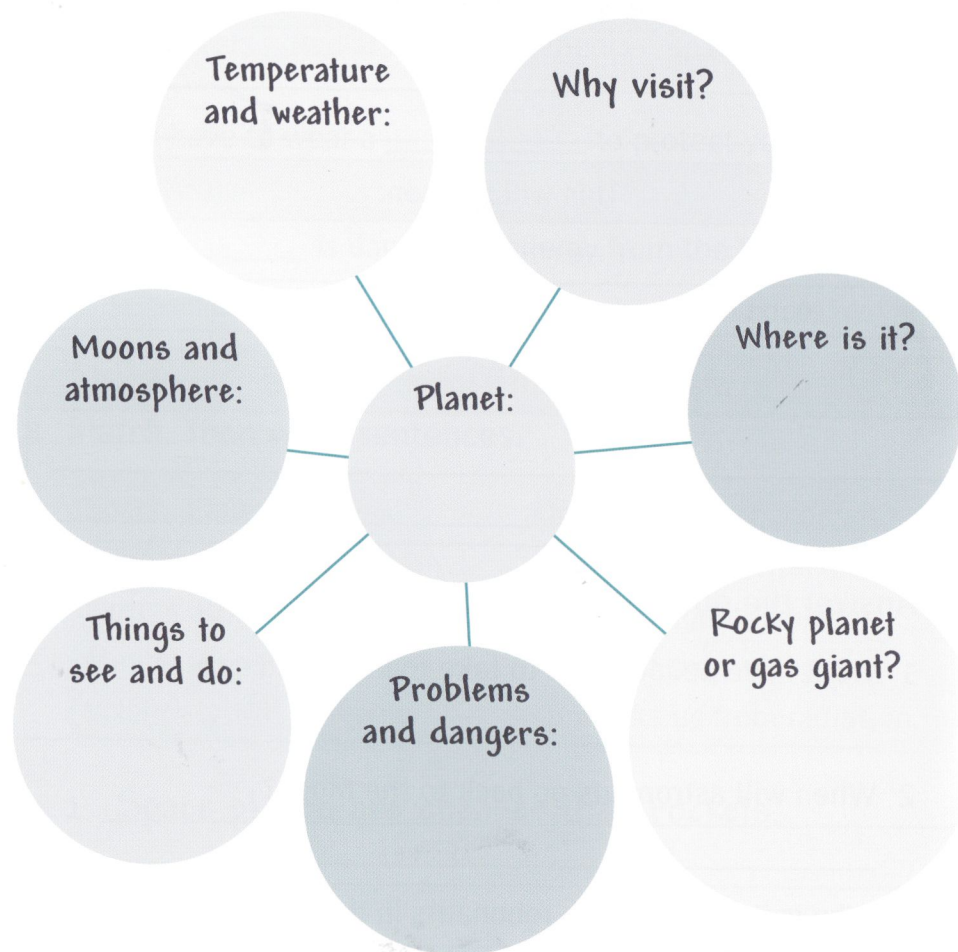 Temperature
and weather:
Why visit?
Moons and
atmosphere:
Planet:
Where is it?
Things to
see and do:
Problems
and dangers:
Rocky planet
or gas giant?